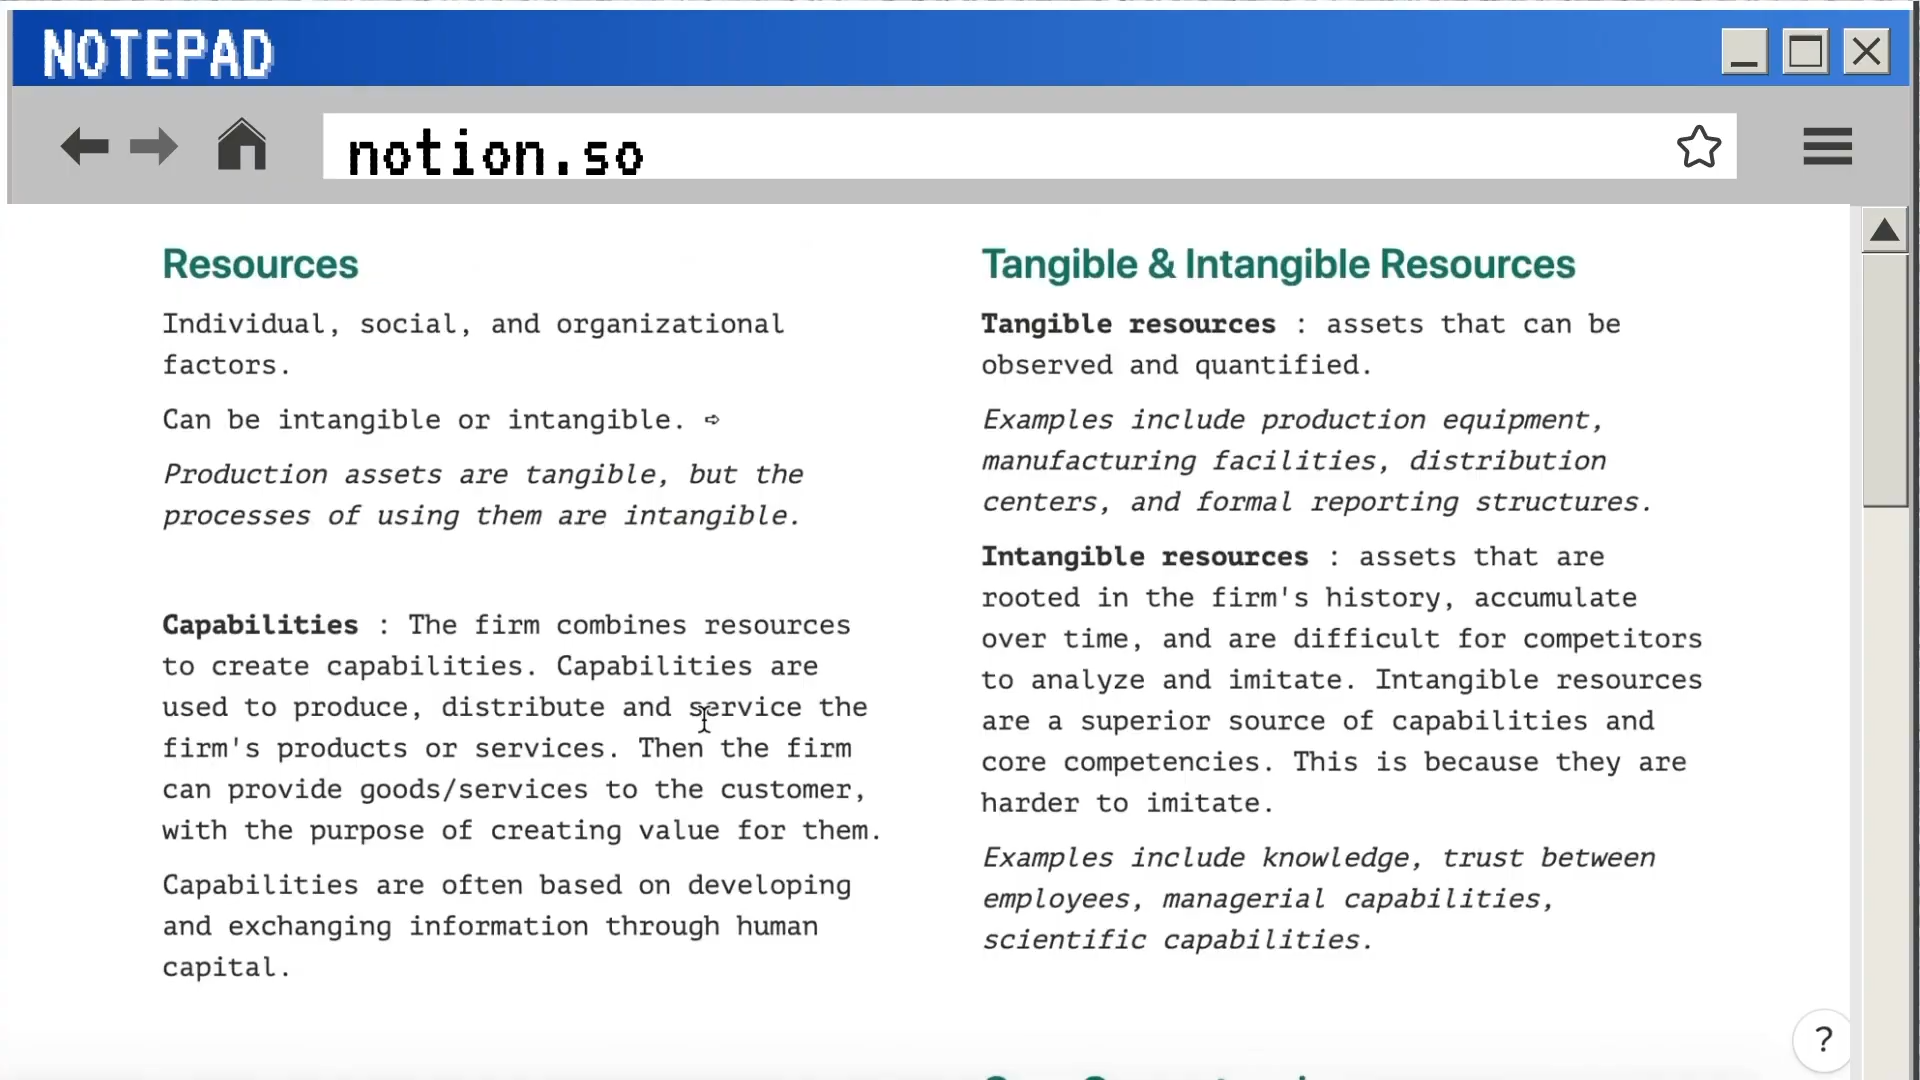 NOTEPAD
notion.so
Resources
Individual, social, and organizational
factors.
Can be intangible or intangible. ➪
Production assets are tangible, but the
processes of using them are intangible.
Capabilities : The firm combines resources
to create capabilities. Capabilities are
used to produce, distribute and service the
firm's products or services. Then the firm
can provide goods/services to the customer,
with the purpose of creating value for them.
Capabilities are often based on developing
and exchanging information through human
capital.
Tangible & Intangible Resources
Tangible resources : assets that can be
observed and quantified.
Examples include production equipment,
manufacturing facilities, distribution
centers, and formal reporting structures.
Intangible resources : assets that are
rooted in the firm's history, accumulate
over time, and are difficult for competitors
to analyze and imitate. Intangible resources
are a superior source of capabilities and
core competencies. This is because they are
harder to imitate.
Examples include knowledge, trust between
employees, managerial capabilities,
scientific capabilities.
?